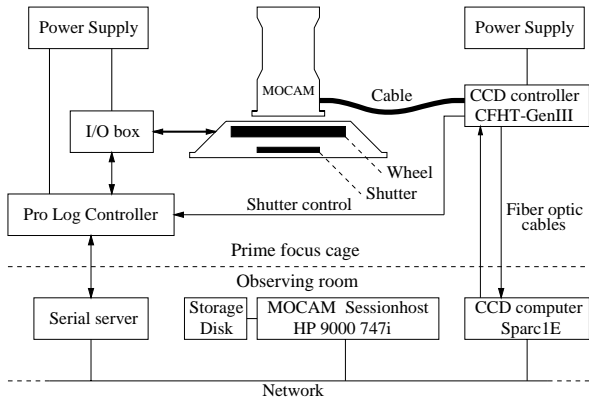 Power Supply
Power Supply
MOCAM
Cable
CCD controller
CFHT-GenIII
I/O box
Wheel
Shutter
Pro Log Controller
Shutter control
Fiber optic
cables
Prime focus cage
Observing room
Serial server
Storage
Disk
MOCAM Sessionhost
HP 9000 747i
CCD computer
Sparc1E
Network